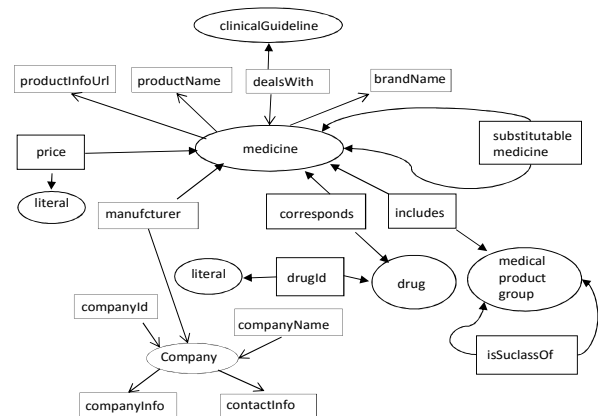 clinicalGuideline
productInfoUrl
productName
dealsWith
brandName
price
medicine
substitutable
medicine
literal
manufcturer
corresponds
includes
literal
drugId
drug
medical
product
group
companyId
companyName
Company
isSuclassOf
companyInfo
contactInfo